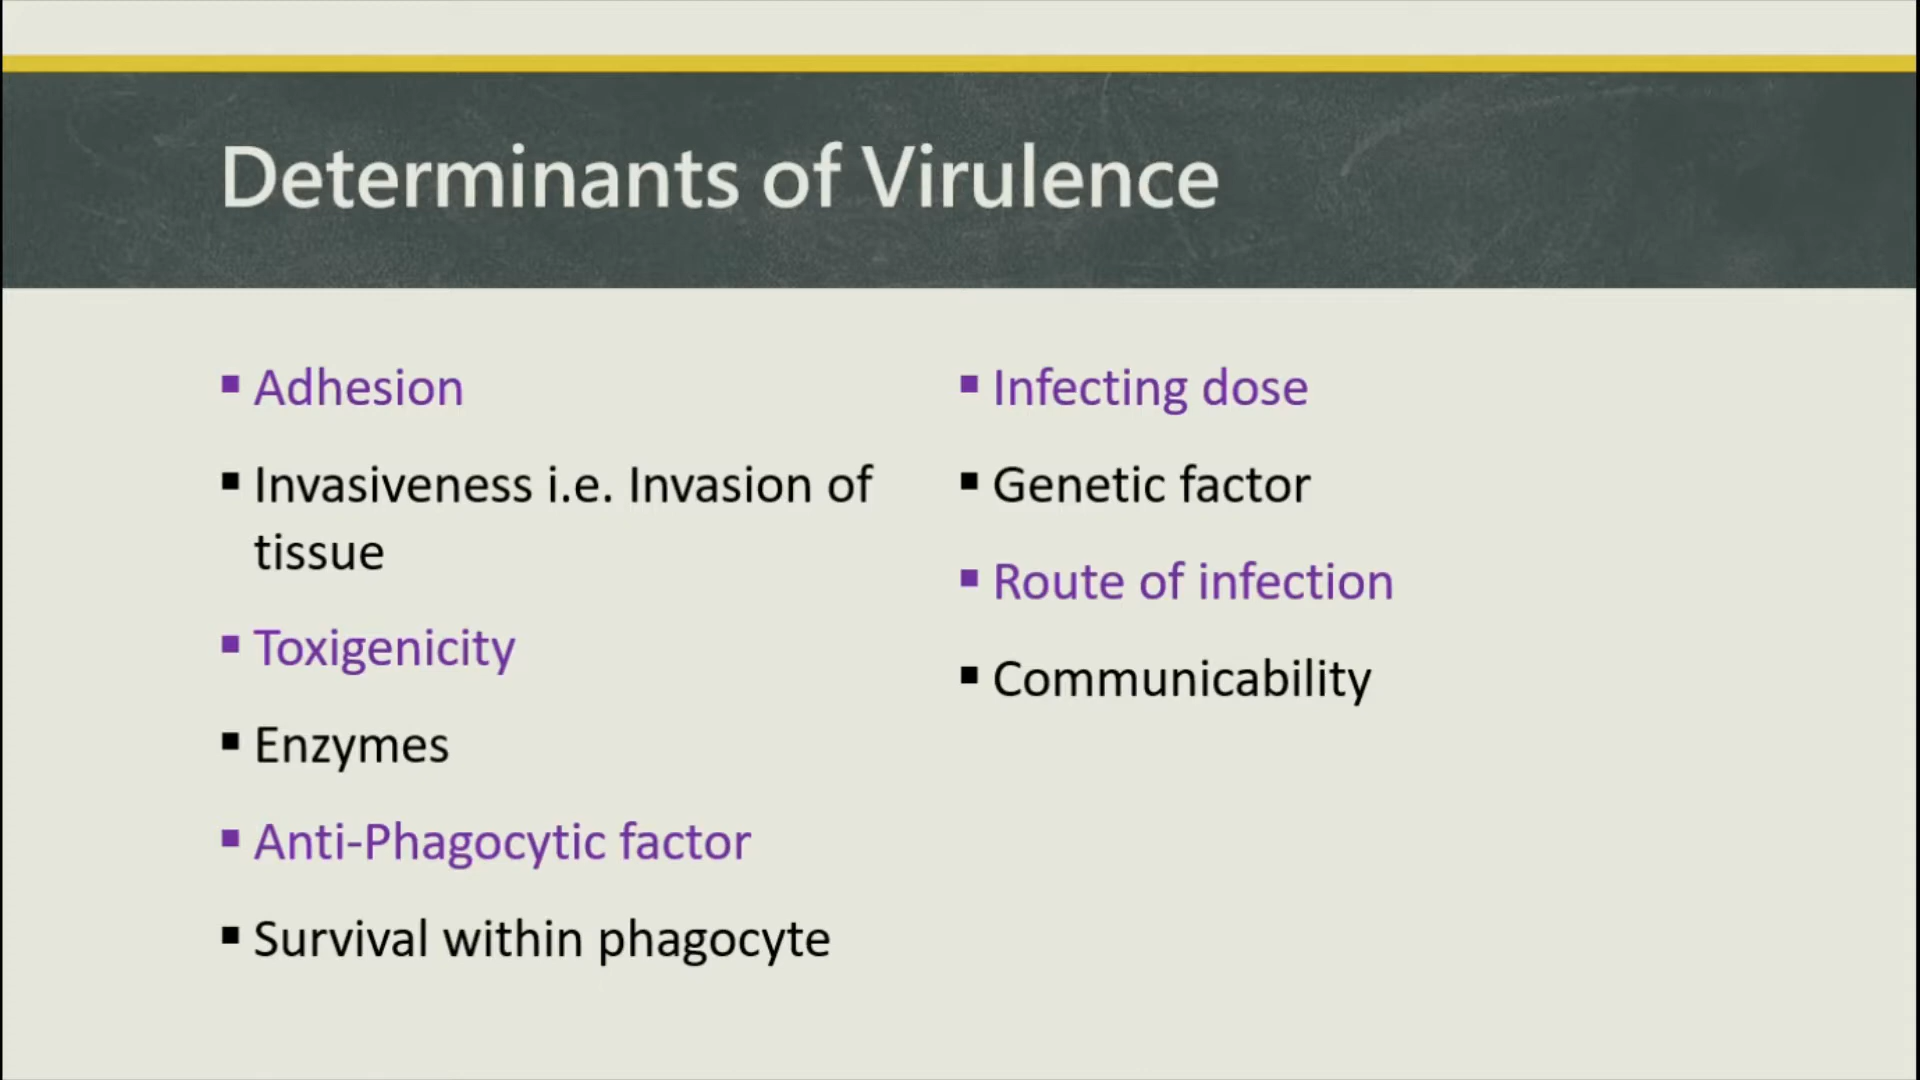 Determinants of Virulence
▪ Adhesion
▪ Invasiveness i.e. Invasion of
tissue
▪ Toxigenicity
▪ Enzymes
▪ Anti-Phagocytic factor
▪ Survival within phagocyte
▪ Infecting dose
▪ Genetic factor
▪ Route of infection
▪ Communicability